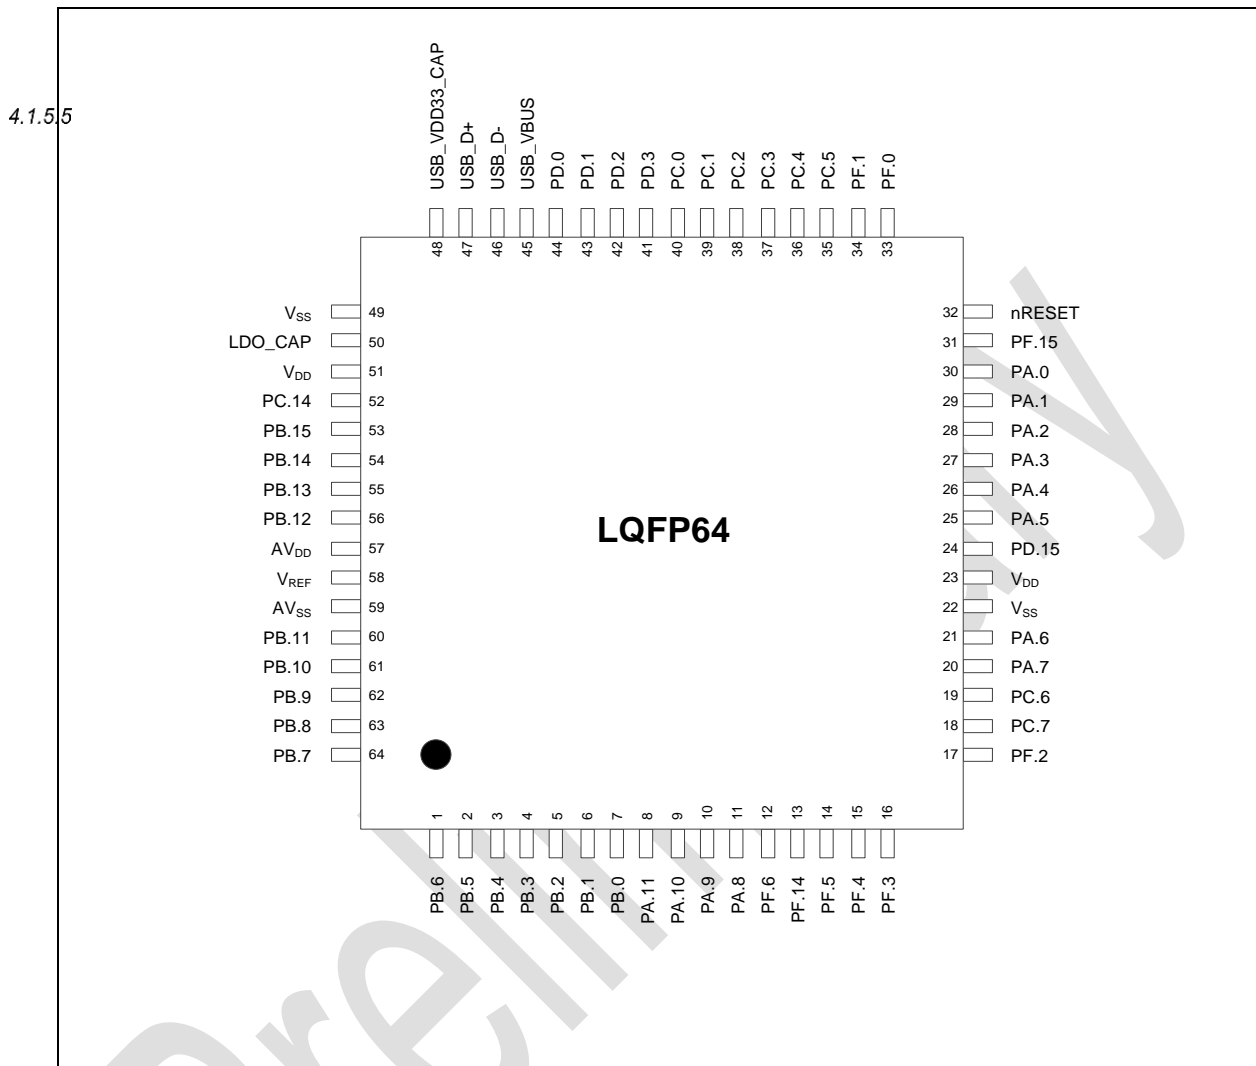 4.1.5.5
USB_VDD33_CAP
USB_D+
USB_D-
USB_VBUS
PD.0
PD.1
PD.2
PD.3
PC.0
PC.1
PC.2
PC.3
PC.4
PC.5
PF.1
PF.0
48
47
46
45
44
43
42
41
40
39
38
37
36
35
34
33
VSS 49
LDO_CAP 50
VDD 51
PC.14 52
PB.15 53
PB.14 54
PB.13 55
PB.12 56
AVDD 57
VREF 58
AVSS 59
PB.11 60
PB.10 61
PB.9 62
PB.8 63
PB.7 64
LQFP64
32 nRESET
31 PF.15
30 PA.0
29 PA.1
28 PA.2
27 PA.3
26 PA.4
25 PA.5
24 PD.15
23 VDD
22 VSS
21 PA.6
20 PA.7
19 PC.6
18 PC.7
17 PF.2
1
2
3
4
5
6
7
8
9
10
11
12
13
14
15
16
PB.6
PB.5
PB.4
PB.3
PB.2
PB.1
PB.0
PA.11
PA.10
PA.9
PA.8
PF.6
PF.14
PF.5
PF.4
PF.3